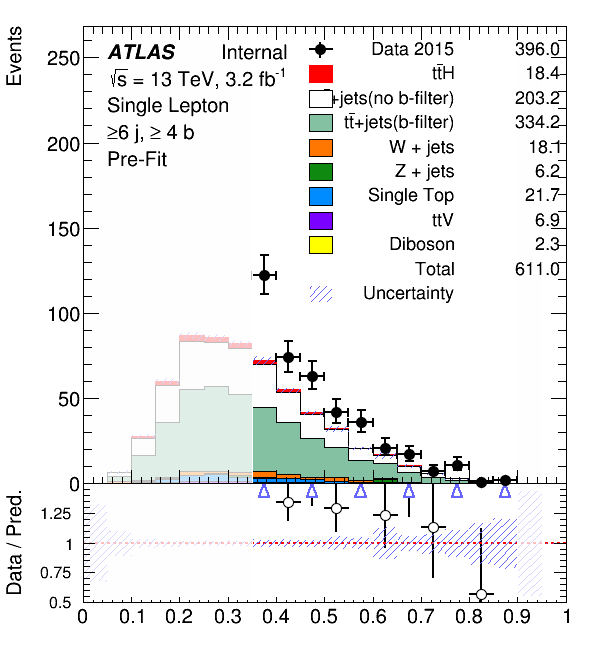 Events
250
200
150
100
50
0
ATLAS Internal
√s = 13 TeV, 3.2 fb-1
Single Lepton
≥6 j, ≥ 4 b
Pre-Fit
Data 2015 396.0
tt̄H 18.4
+jets(no b-filter) 203.2
tt̄+jets(b-filter) 334.2
W + jets 18.1
Z + jets 6.2
Single Top 21.7
ttV 6.9
Diboson 2.3
Total 611.0
Uncertainty
Data / Pred.
1.25
1
0.75
0.5
0 0.1 0.2 0.3 0.4 0.5 0.6 0.7 0.8 0.9 1